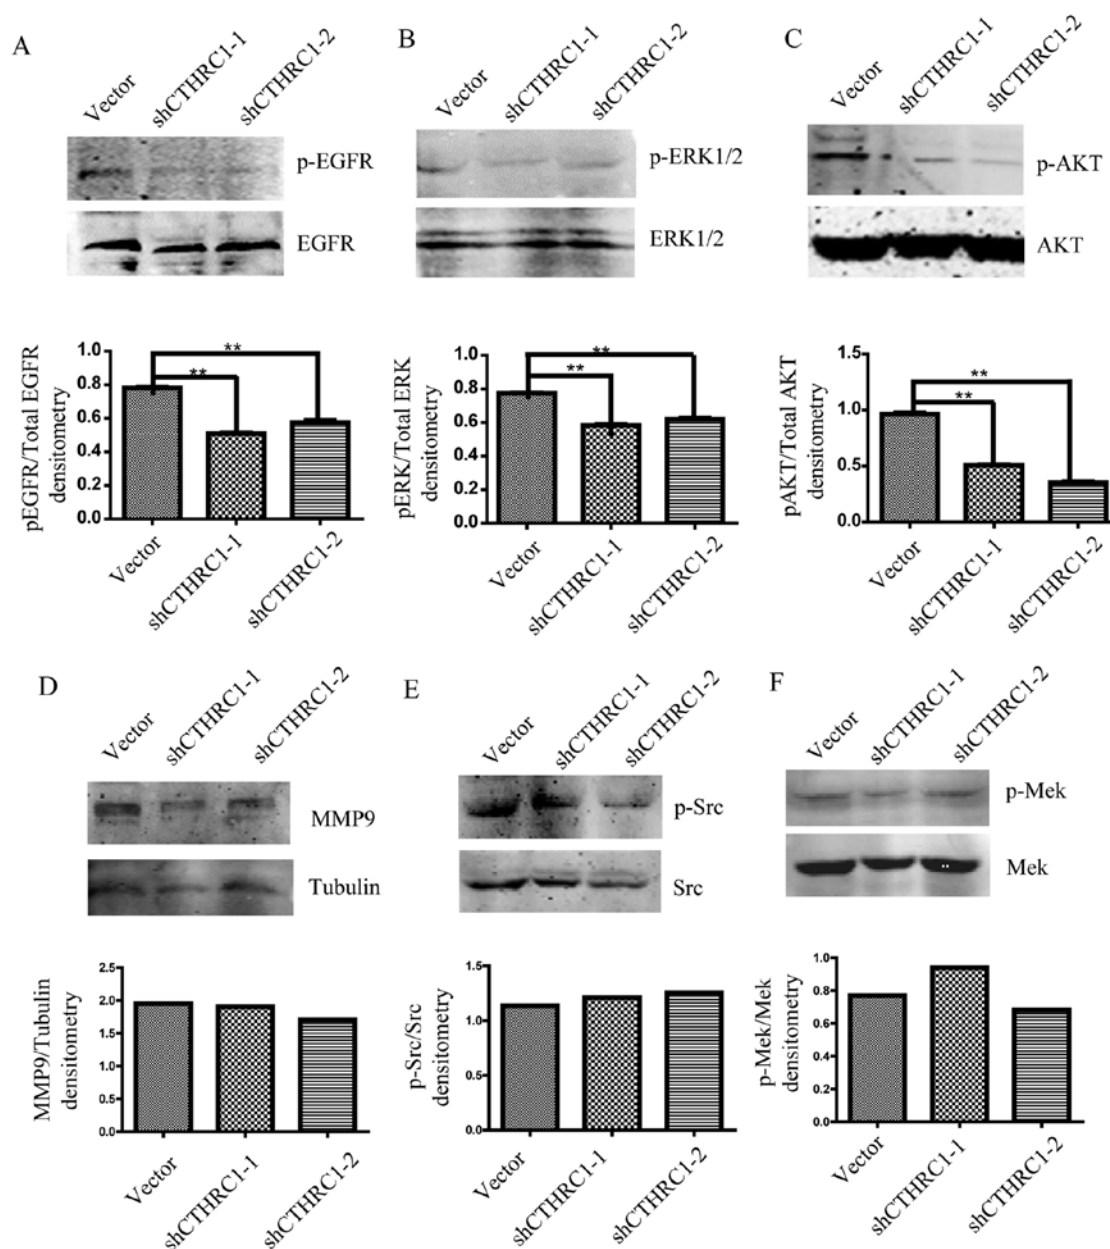 A
B
C
Vector
shCTHRC1-1
shCTHRC1-2
Vector
shCTHRC1-1
shCTHRC1-2
Vector
shCTHRC1-1
shCTHRC1-2
p-EGFR
p-ERK1/2
p-AKT
EGFR
ERK1/2
AKT
pEGFR/Total EGFR
densitometry
1.0
0.8
0.6
0.4
0.2
0.0
**
**
Vector
shCTHRC1-1
shCTHRC1-2
pERK/Total ERK
densitometry
1.0
0.8
0.6
0.4
0.2
0.0
**
**
Vector
shCTHRC1-1
shCTHRC1-2
pAKT/Total AKT
densitometry
1.5
1.0
0.5
0.0
**
**
Vector
shCTHRC1-1
shCTHRC1-2
D
E
F
Vector
shCTHRC1-1
shCTHRC1-2
Vector
shCTHRC1-1
shCTHRC1-2
Vector
shCTHRC1-1
shCTHRC1-2
MMP9
p-Src
p-Mek
Tubulin
Src
Mek
MMP9/Tubulin
densitometry
2.5
2.0
1.5
1.0
0.5
0.0
Vector
shCTHRC1-1
shCTHRC1-2
p-Src/Src
densitometry
1.5
1.0
0.5
0.0
Vector
shCTHRC1-1
shCTHRC1-2
p-Mek/Mek
densitometry
1.0
0.8
0.6
0.4
0.2
0.0
Vector
shCTHRC1-1
shCTHRC1-2